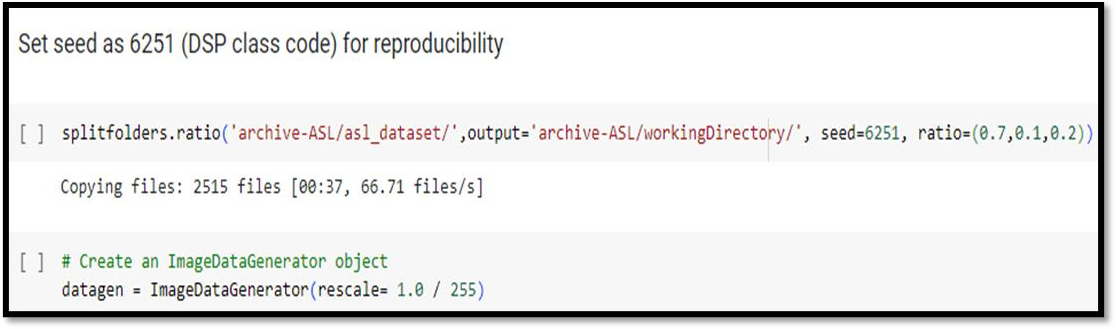 Set seed as 6251 (DSP class code) for reproducibility
[ ] splitfolders.ratio('archive-ASL/asl_dataset/',output='archive-ASL/workingDirectory/', seed=6251, ratio=(0.7,0.1,0.2))
Copying files: 2515 files [00:37, 66.71 files/s]
[ ] # Create an ImageDataGenerator object
datagen = ImageDataGenerator(rescale= 1.0 / 255)